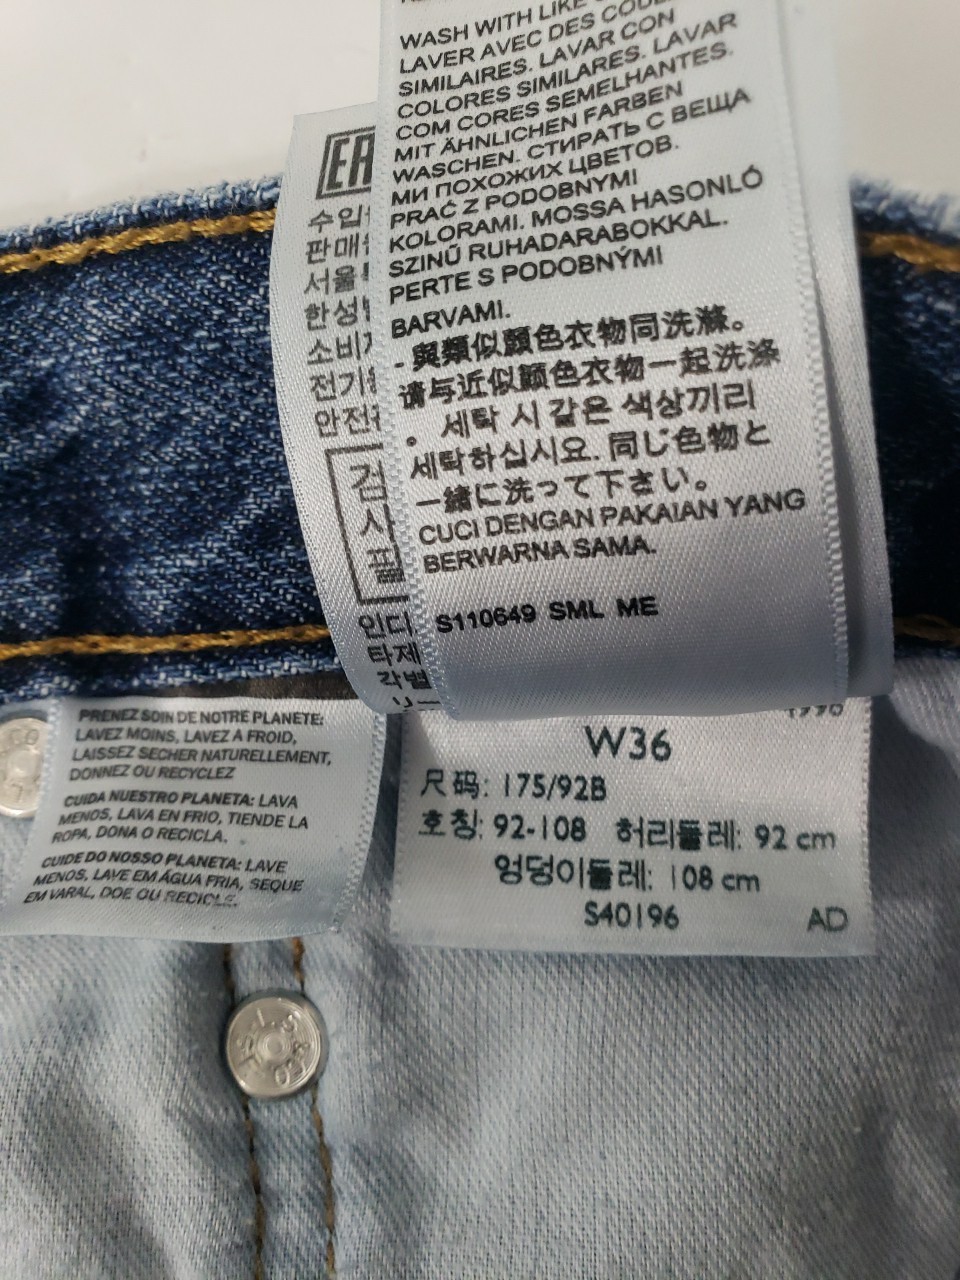 WASH WITH LIKE
LAVER AVEC DES
SIMILAIRES. LAVAR CON
COLORES SIMILARES. LAVAR
COM CORES SEMELHANTES.
MIT ÄHNLICHEN FARBEN
WASCHEN. СТИРАТЬ С ВЕЩА
МИ ПОХОЖИХ ЦВЕТОВ.
PRAĆ Z PODOBNYMI
KOLORAMI. MOSSA HASONLÓ
SZINŰ RUHADARABOKKAL.
PERTE S PODOBNÝMI
BARVAMI.
- 與類似顏色衣物同洗滌。
请与近似颜色衣物一起洗涤
。세탁 시 같은 색상끼리
세탁하십시요. 同じ色物と
一緒に洗って下さい。
CUCI DENGAN PAKAIAN YANG
BERWARNA SAMA.
S110649 SML ME
EAC
수입
판매
서울
한성
소비
전기
안전
검
사
필
인디
타제
각별
PRENEZ SOIN DE NOTRE PLANETE:
LAVEZ MOINS, LAVEZ A FROID,
LAISSEZ SECHER NATURELLEMENT,
DONNEZ OU RECYCLEZ
CUIDA NUESTRO PLANETA: LAVA
MENOS, LAVA EN FRIO, TIENDE LA
ROPA, DONA O RECICLA.
CUIDE DO NOSSO PLANETA: LAVE
MENOS, LAVE EM ÁGUA FRIA, SEQUE
EM VARAL, DOE OU RECICLE.
W36
尺码: 175/92B
호칭: 92-108 허리둘레: 92 cm
엉덩이둘레: 108 cm
S40196 AD